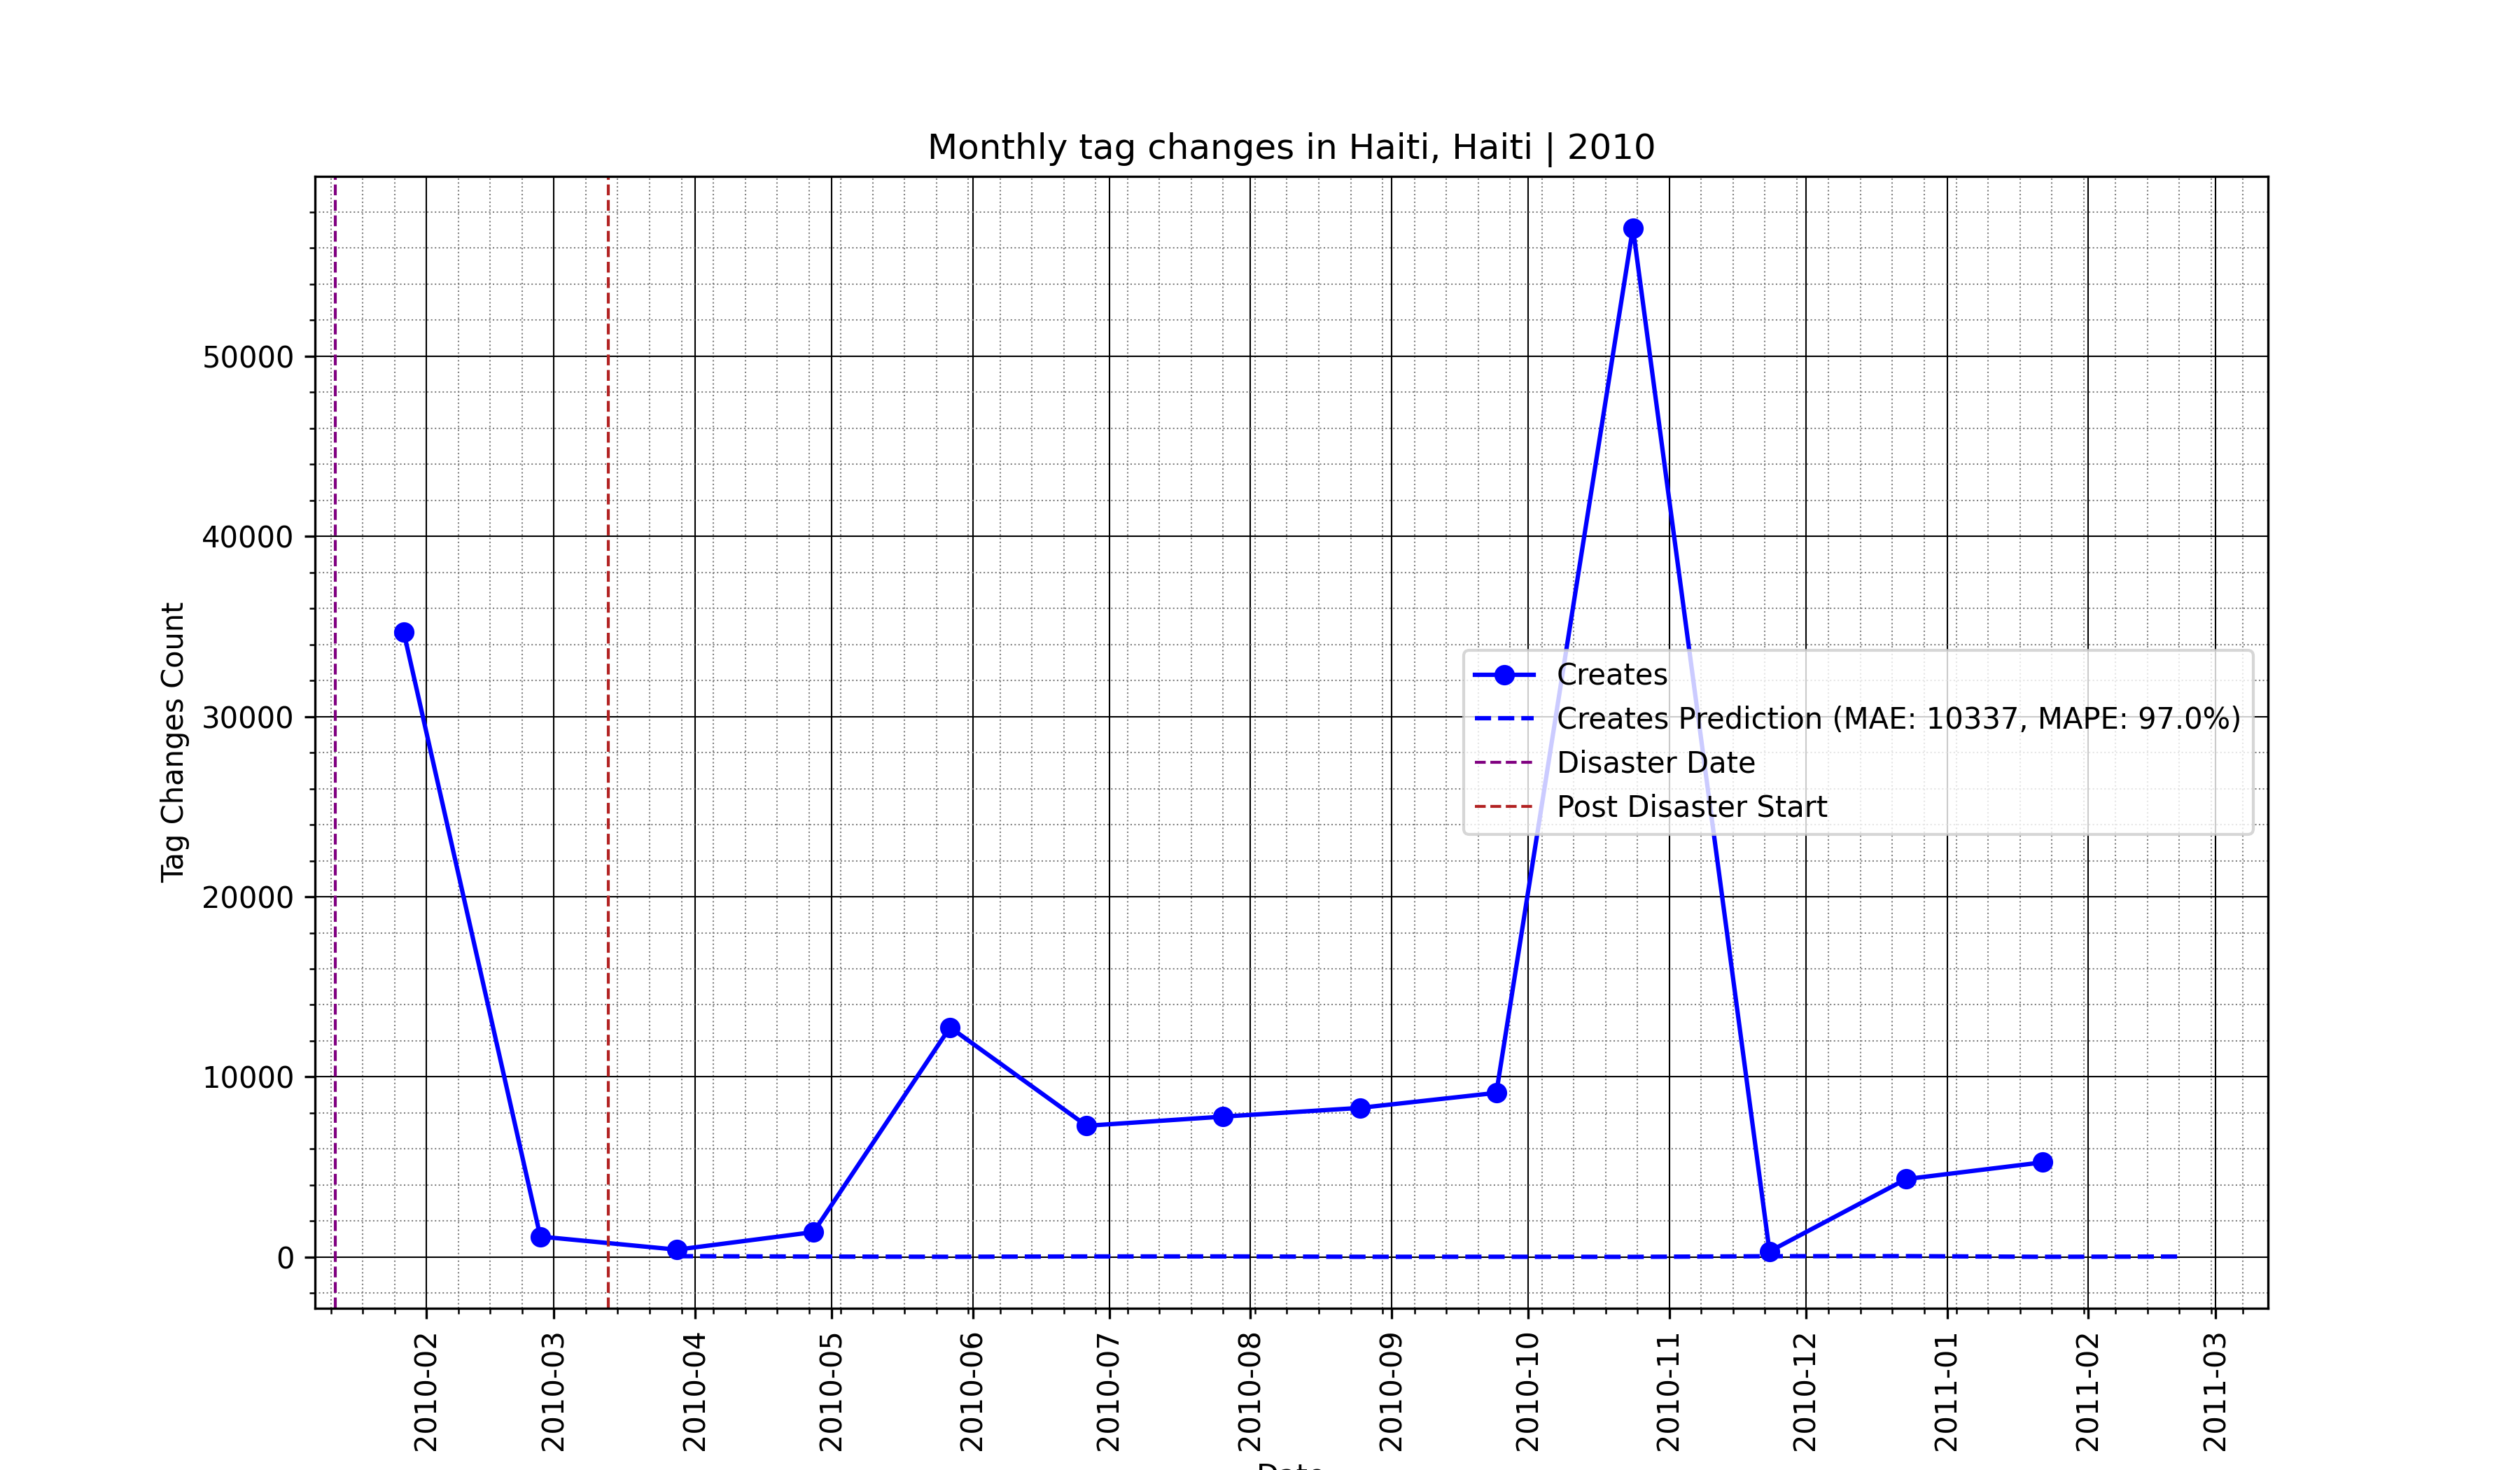 Monthly tag changes in Haiti, Haiti | 2010
Tag Changes Count
50000
40000
30000
20000
10000
0
Creates
Creates Prediction (MAE: 10337, MAPE: 97.0%)
Disaster Date
Post Disaster Start
2010-02
2010-03
2010-04
2010-05
2010-06
2010-07
2010-08
2010-09
2010-10
2010-11
2010-12
2011-01
2011-02
2011-03
Date